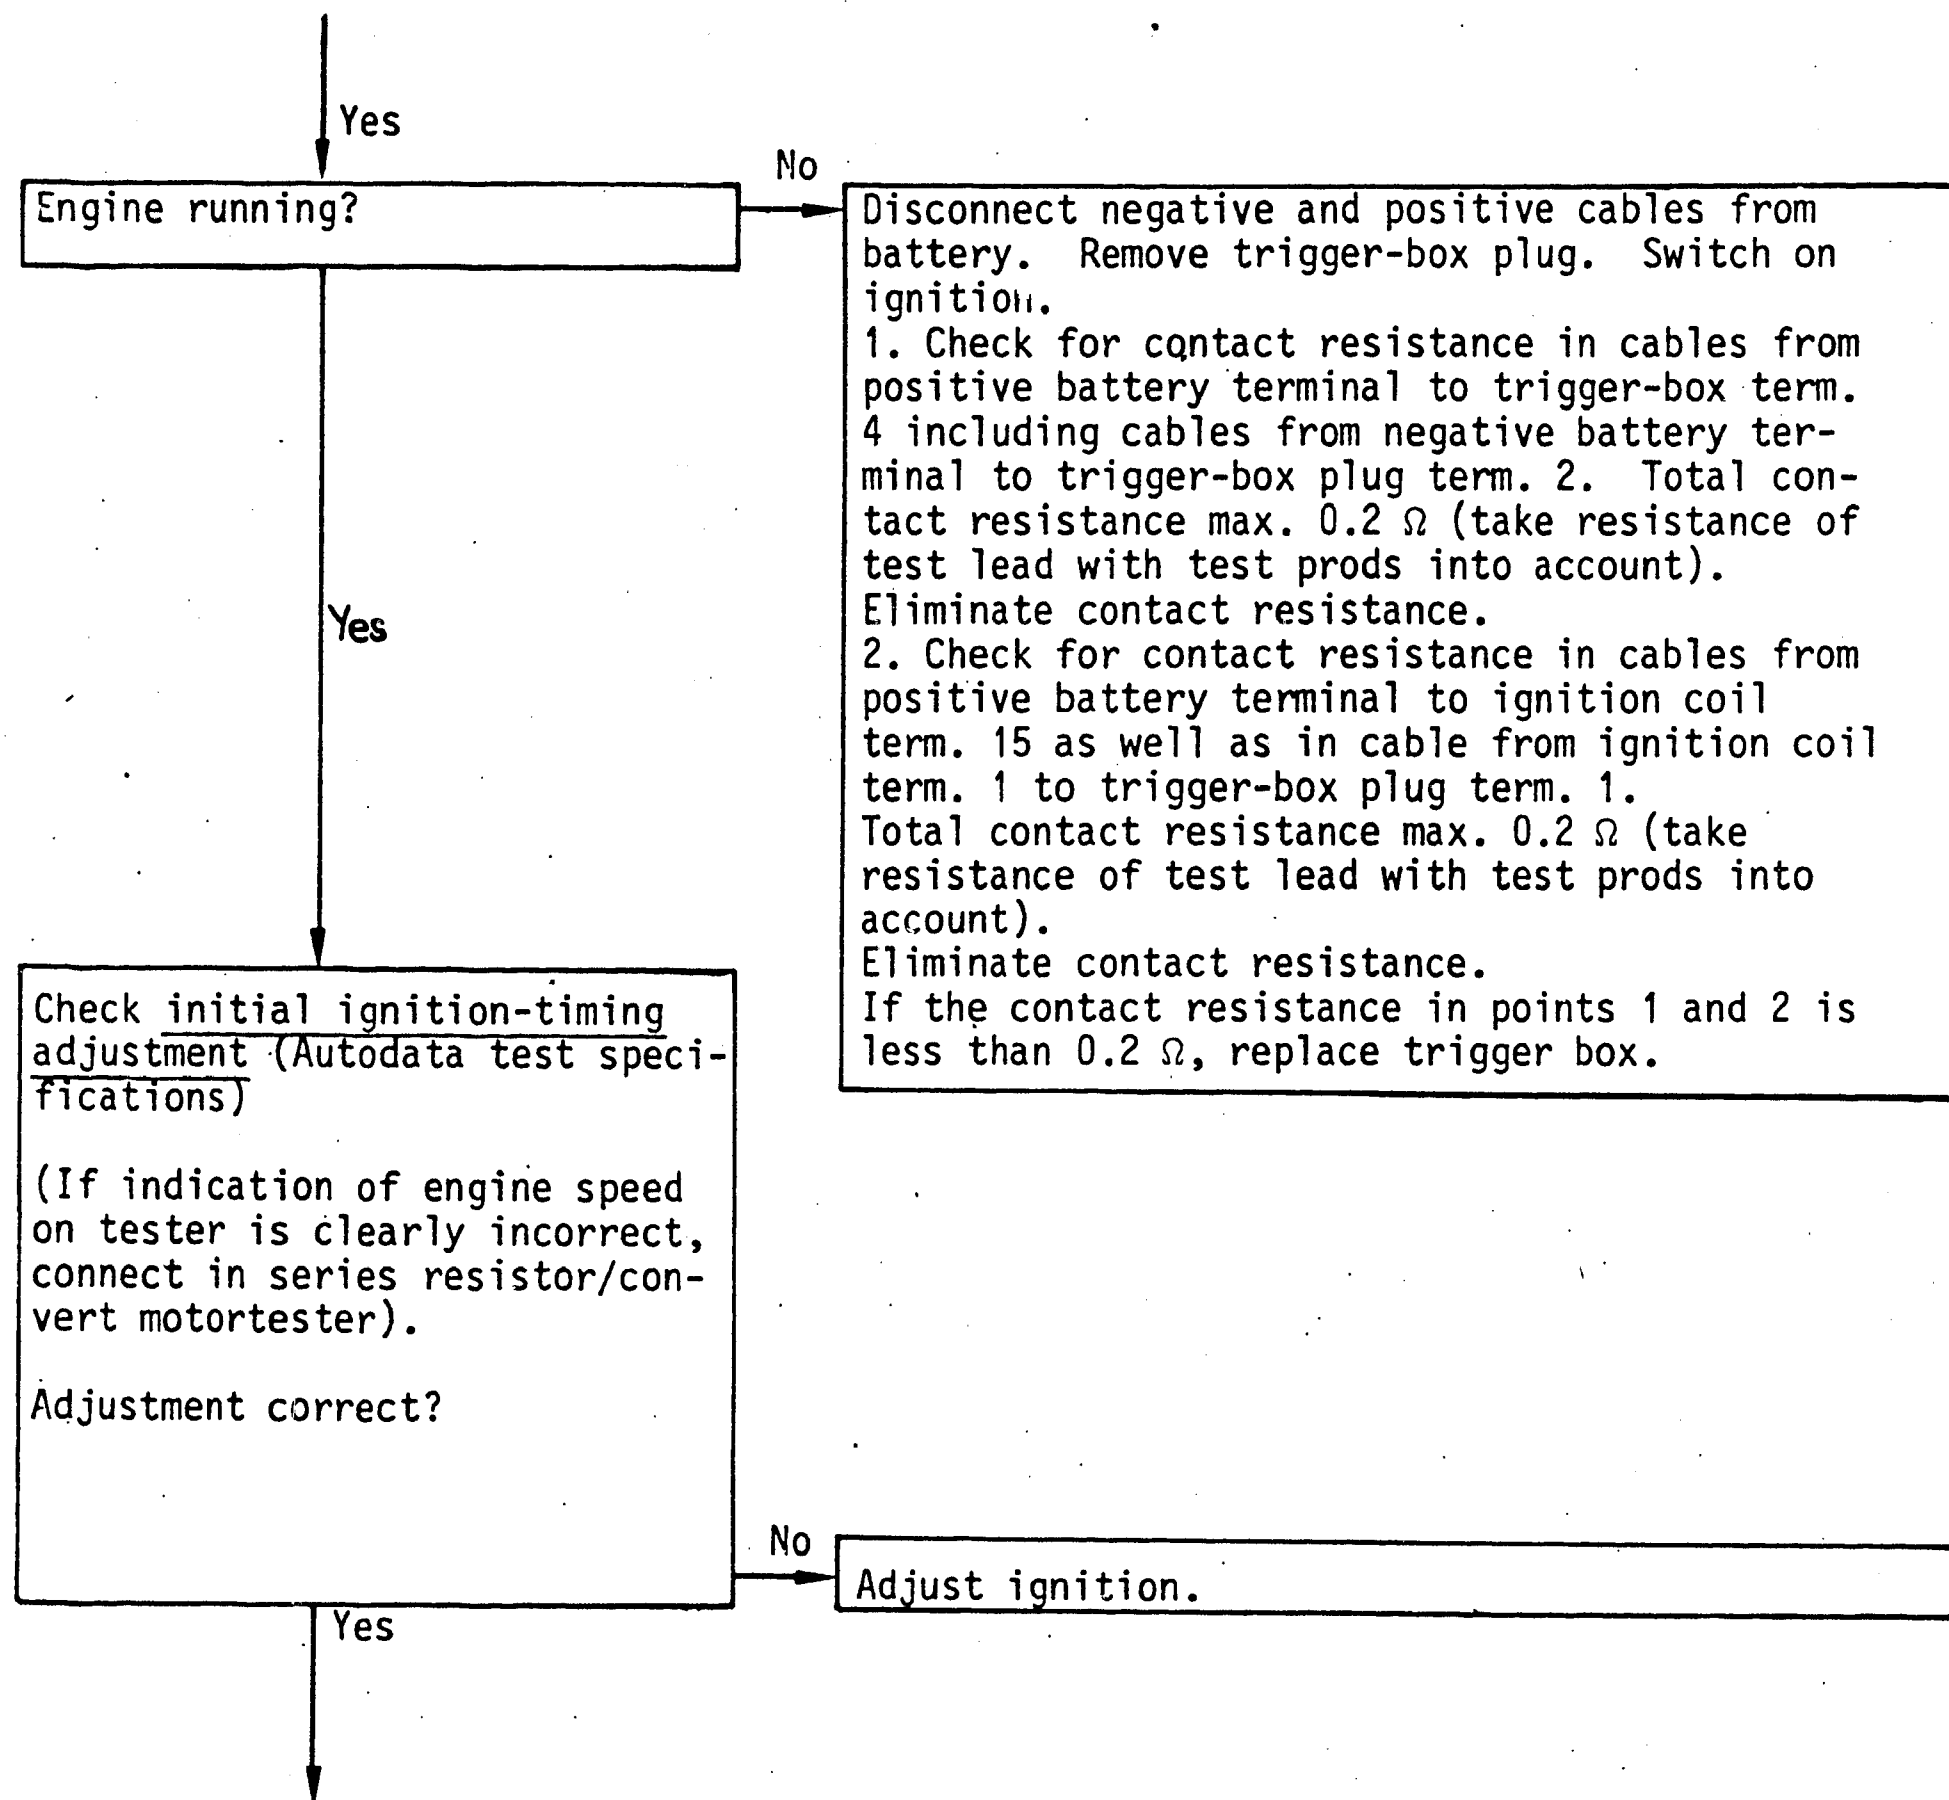 Yes
No
Engine running?
Disconnect negative and positive cables from
battery. Remove trigger-box plug. Switch on
ignition.
1. Check for contact resistance in cables from
positive battery terminal to trigger-box term.
4 including cables from negative battery ter-
minal to trigger-box plug term. 2. Total con-
tact resistance max. 0.2 Ω (take resistance of
test lead with test prods into account).
Eliminate contact resistance.
2. Check for contact resistance in cables from
positive battery terminal to ignition coil
term. 15 as well as in cable from ignition coil
term. 1 to trigger-box plug term. 1.
Total contact resistance max. 0.2 Ω (take
resistance of test lead with test prods into
account).
Eliminate contact resistance.
If the contact resistance in points 1 and 2 is
less than 0.2 Ω, replace trigger box.
Yes
Check initial ignition-timing
adjustment (Autodata test speci-
fications)
(If indication of engine speed
on tester is clearly incorrect,
connect in series resistor/con-
vert motortester).
Adjustment correct?
No
Adjust ignition.
Yes